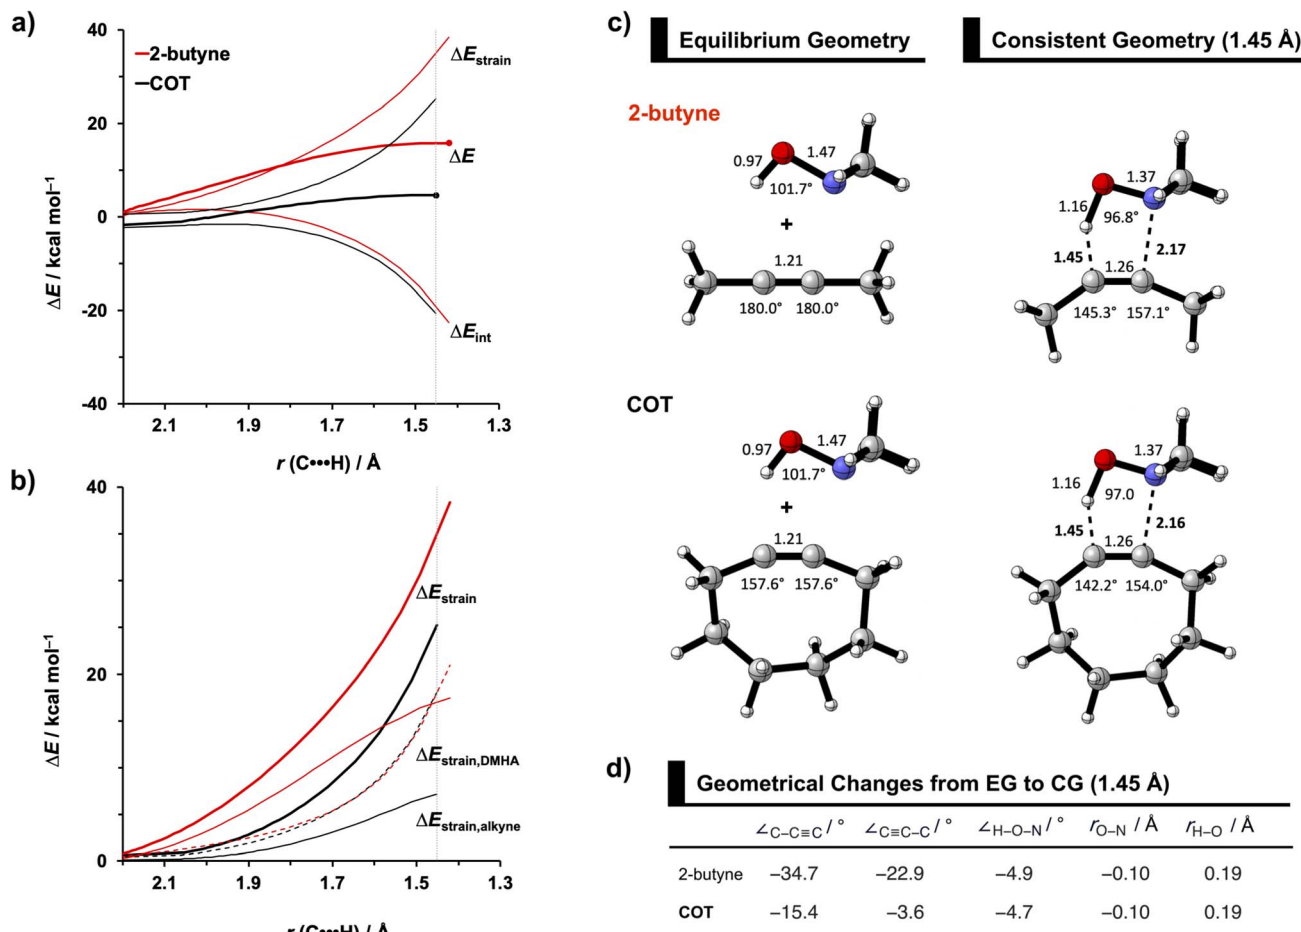 a)
40
20
0
-20
-40
ΔE / kcal mol⁻¹
2-butyne
COT
ΔE_strain
ΔE
ΔE_int
2.1 1.9 1.7 1.5 1.3
r (C•••H) / Å
b)
40
20
0
ΔE / kcal mol⁻¹
ΔE_strain
ΔE_strain,DMHA
ΔE_strain,alkyne
2.1 1.9 1.7 1.5 1.3
r (C•••H) / Å
c)
Equilibrium Geometry
Consistent Geometry (1.45 Å)
2-butyne
0.97 1.47
101.7°
+
1.21
180.0° 180.0°
1.37
1.16
96.8°
1.45 2.17
1.26
145.3° 157.1°
COT
0.97 1.47
101.7°
+
1.21
157.6° 157.6°
1.37
1.16
97.0
1.45 2.16
1.26
142.2° 154.0°
d)
Geometrical Changes from EG to CG (1.45 Å)
∠C–C≡C / ° ∠C≡C–C / ° ∠H–O–N / ° rO–N / Å rH–O / Å
2-butyne –34.7 –22.9 –4.9 –0.10 0.19
COT –15.4 –3.6 –4.7 –0.10 0.19